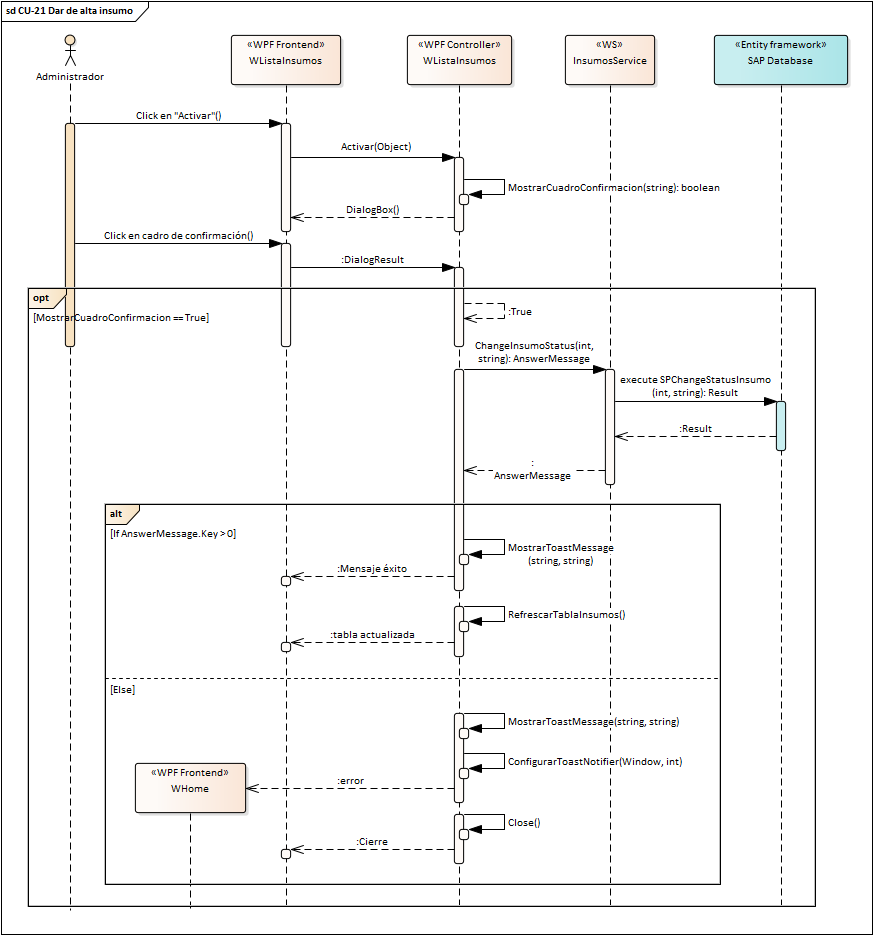 sd CU-21 Dar de alta insumo
Administrador
«WPF Frontend»
WListaInsumos
«WPF Controller»
WListaInsumos
«WS»
InsumosService
«Entity framework»
SAP Database
Click en "Activar"()
Activar(Object)
MostrarCuadroConfirmacion(string): boolean
DialogBox()
Click en cadro de confirmación()
:DialogResult
opt
[MostrarCuadroConfirmacion == True]
:True
ChangeInsumoStatus(int,
string): AnswerMessage
execute SPChangeStatusInsumo
(int, string): Result
:Result
:
AnswerMessage
alt
[If AnswerMessage.Key > 0]
MostrarToastMessage
(string, string)
:Mensaje éxito
RefrescarTablaInsumos()
:tabla actualizada
[Else]
MostrarToastMessage(string, string)
ConfigurarToastNotifier(Window, int)
«WPF Frontend»
WHome
:error
Close()
:Cierre